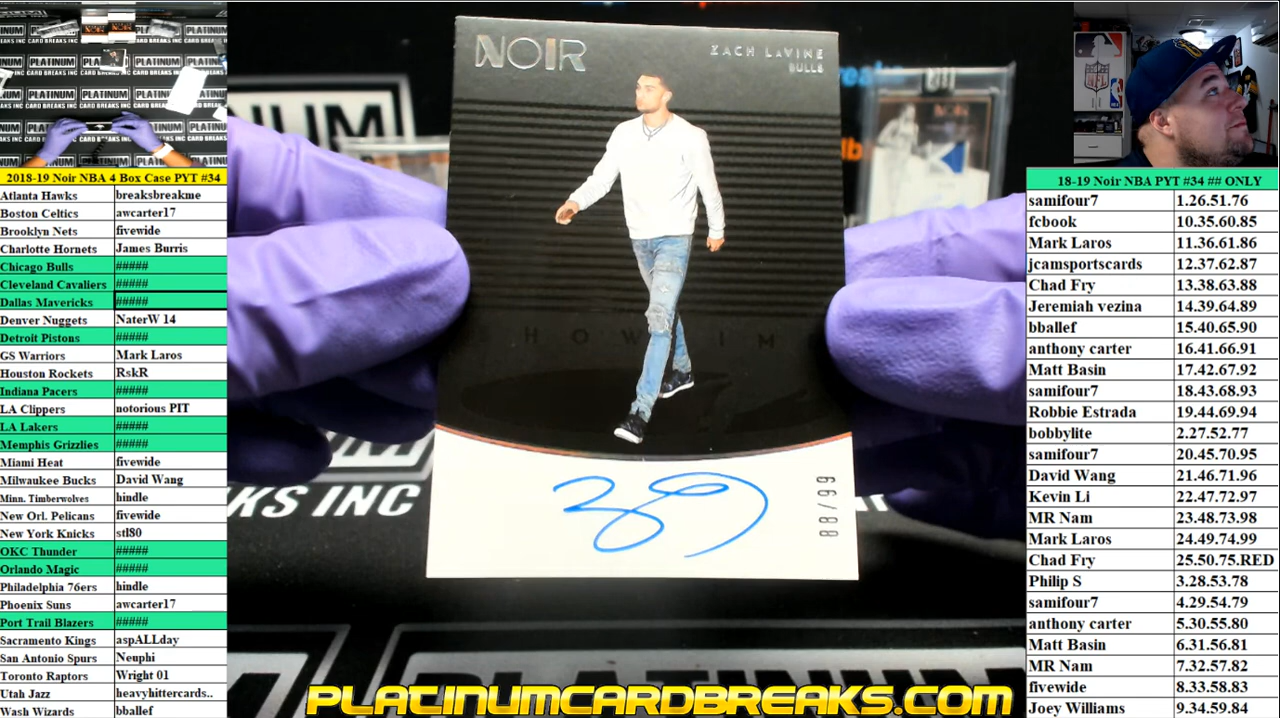 2018-19 Noir NBA 4 Box Case PYT #34
Atlanta Hawks breaksbreakme
Boston Celtics awcarter17
Brooklyn Nets fivewide
Charlotte Hornets James Burris
Chicago Bulls #####
Cleveland Cavaliers #####
Dallas Mavericks #####
Denver Nuggets NaterW 14
Detroit Pistons #####
GS Warriors Mark Laros
Houston Rockets RskR
Indiana Pacers #####
LA Clippers notorious PIT
LA Lakers #####
Memphis Grizzlies #####
Miami Heat fivewide
Milwaukee Bucks David Wang
Minn. Timberwolves hindle
New Orl. Pelicans fivewide
New York Knicks stl80
OKC Thunder #####
Orlando Magic #####
Philadelphia 76ers hindle
Phoenix Suns awcarter17
Port Trail Blazers #####
Sacramento Kings aspALLday
San Antonio Spurs Neuphi
Toronto Raptors Wright 01
Utah Jazz heavyhittercards..
Wash Wizards bballef
NOIR
ZACH LaVINE
BULLS
88/99
KS INC
PLATINUMCARDBREAKS.COM
18-19 Noir NBA PYT #34 ## ONLY
samifour7 1.26.51.76
fcbook 10.35.60.85
Mark Laros 11.36.61.86
jcamsportscards 12.37.62.87
Chad Fry 13.38.63.88
Jeremiah vezina 14.39.64.89
bballef 15.40.65.90
anthony carter 16.41.66.91
Matt Basin 17.42.67.92
samifour7 18.43.68.93
Robbie Estrada 19.44.69.94
bobbylite 2.27.52.77
samifour7 20.45.70.95
David Wang 21.46.71.96
Kevin Li 22.47.72.97
MR Nam 23.48.73.98
Mark Laros 24.49.74.99
Chad Fry 25.50.75.RED
Philip S 3.28.53.78
samifour7 4.29.54.79
anthony carter 5.30.55.80
Matt Basin 6.31.56.81
MR Nam 7.32.57.82
fivewide 8.33.58.83
Joey Williams 9.34.59.84